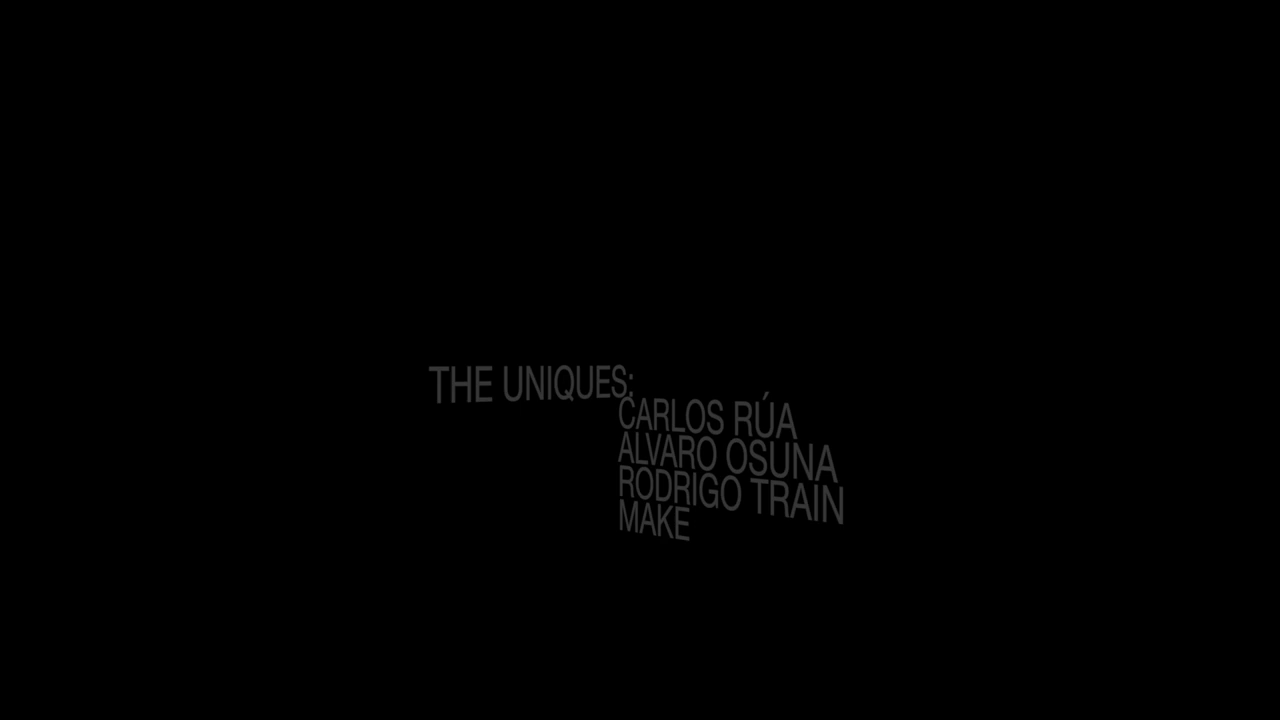 THE UNIQUES:
CARLOS RÚA
ALVARO OSUNA
RODRIGO TRAIN
MAKE